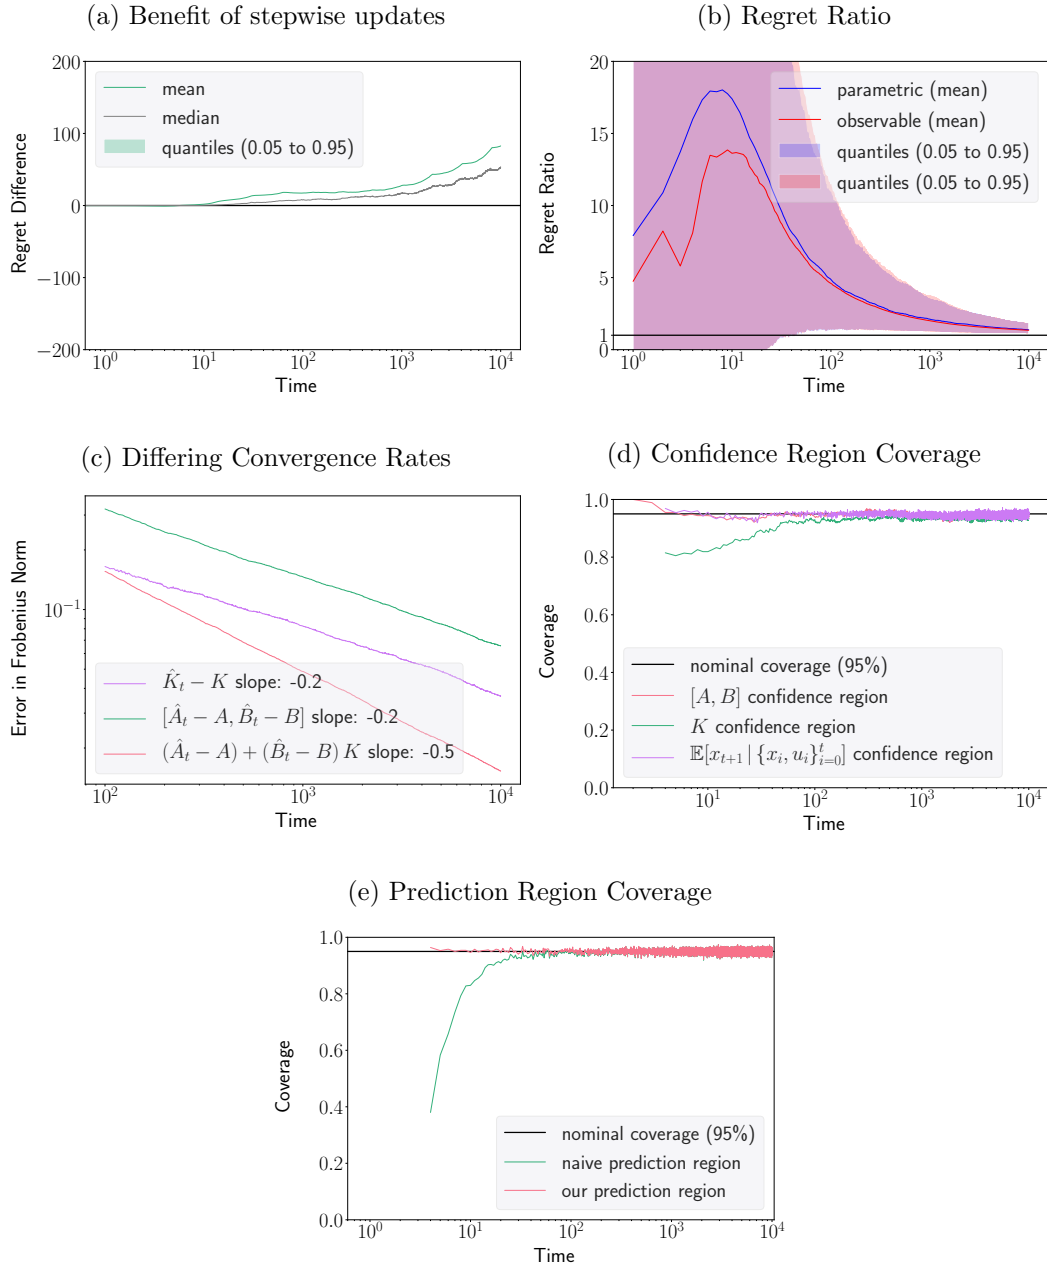 (a) Benefit of stepwise updates
200
100
0
−100
−200
Regret Difference
mean
median
quantiles (0.05 to 0.95)
10^0
10^1
10^2
10^3
10^4
Time
(b) Regret Ratio
20
15
10
5
1
0
Regret Ratio
parametric (mean)
observable (mean)
quantiles (0.05 to 0.95)
quantiles (0.05 to 0.95)
10^0
10^1
10^2
10^3
10^4
Time
(c) Differing Convergence Rates
10^{−1}
Error in Frobenius Norm
$\hat{K}_t - K$ slope: -0.2
$[\hat{A}_t - A, \hat{B}_t - B]$ slope: -0.2
$(\hat{A}_t - A) + (\hat{B}_t - B) K$ slope: -0.5
10^2
10^3
10^4
Time
(d) Confidence Region Coverage
1.0
0.8
0.6
0.4
0.2
0.0
Coverage
nominal coverage (95%)
$[A, B]$ confidence region
$K$ confidence region
$\mathbb{E}[x_{t+1} | \{x_i, u_i\}_{i=0}^{t}]$ confidence region
10^1
10^2
10^3
10^4
Time
(e) Prediction Region Coverage
1.0
0.8
0.6
0.4
0.2
0.0
Coverage
nominal coverage (95%)
naive prediction region
our prediction region
10^0
10^1
10^2
10^3
10^4
Time